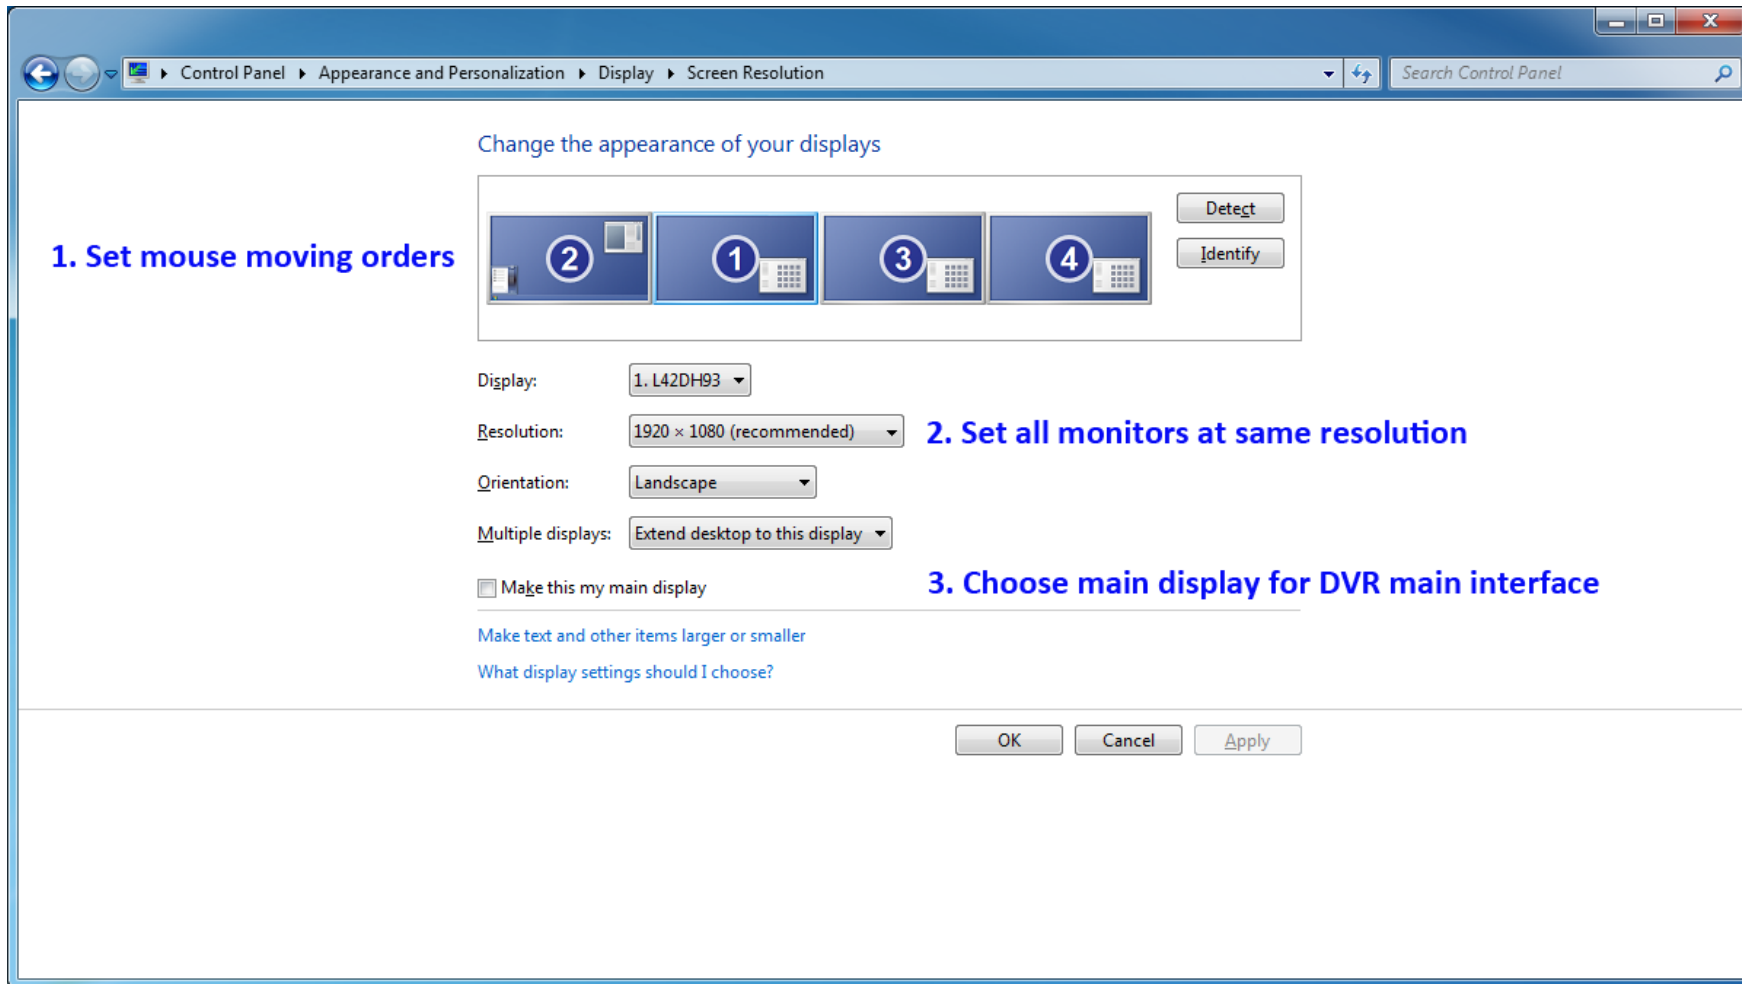 Control Panel Appearance and Personalization Display Screen Resolution
Search Control Panel
Change the appearance of your displays
Detect
Identify
1. Set mouse moving orders
2 1 3 4
Display: 1. L42DH93
Resolution: 1920 × 1080 (recommended)
2. Set all monitors at same resolution
Orientation: Landscape
Multiple displays: Extend desktop to this display
Make this my main display
3. Choose main display for DVR main interface
Make text and other items larger or smaller
What display settings should I choose?
OK Cancel Apply